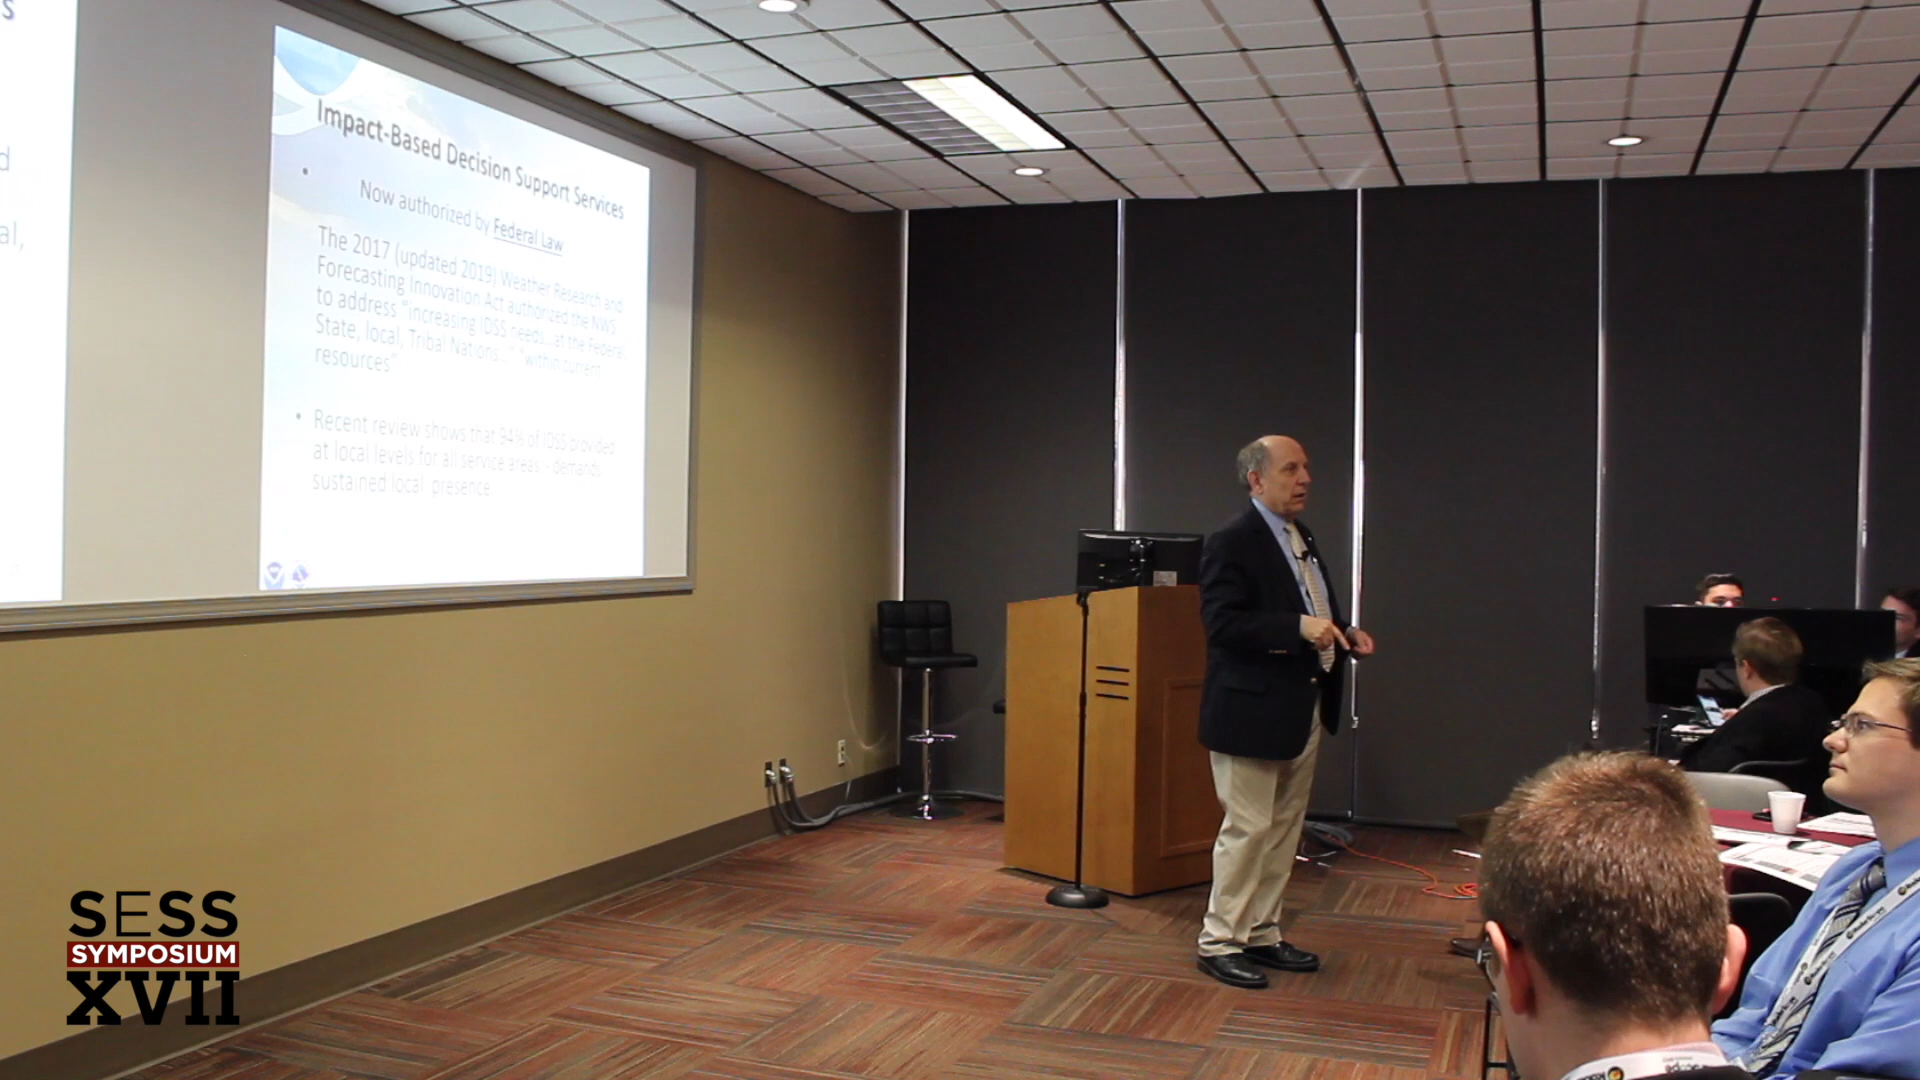 s
d
al,
Impact-Based Decision Support Services
• Now authorized by Federal Law
The 2017 (updated 2019) Weather Research and
Forecasting Innovation Act authorized the NWS
to address "increasing IDSS needs...at the Federal,
State, local, Tribal Nations..." "within current
resources"
• Recent review shows that 94% of IDSS provided
at local levels for all service areas - demands
sustained local presence
SESS
SYMPOSIUM
XVII